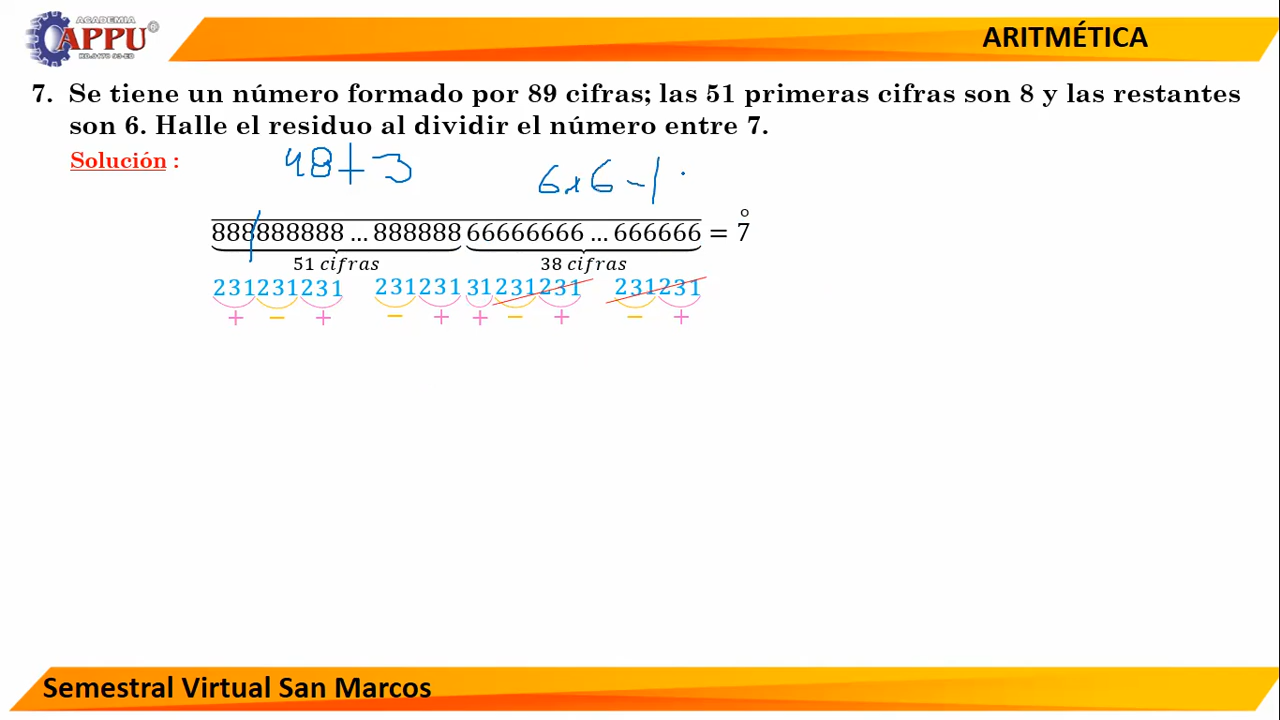 ACADEMIA
APPU
ARITMÉTICA
7. Se tiene un número formado por 89 cifras; las 51 primeras cifras son 8 y las restantes
son 6. Halle el residuo al dividir el número entre 7.
Solución :
48+3
6x6-1
888888888 ... 888888 66666666 ... 666666 = 7°
51 cifras 38 cifras
231231231 231231 31231231 231231
+ − + − + + − + − +
Semestral Virtual San Marcos